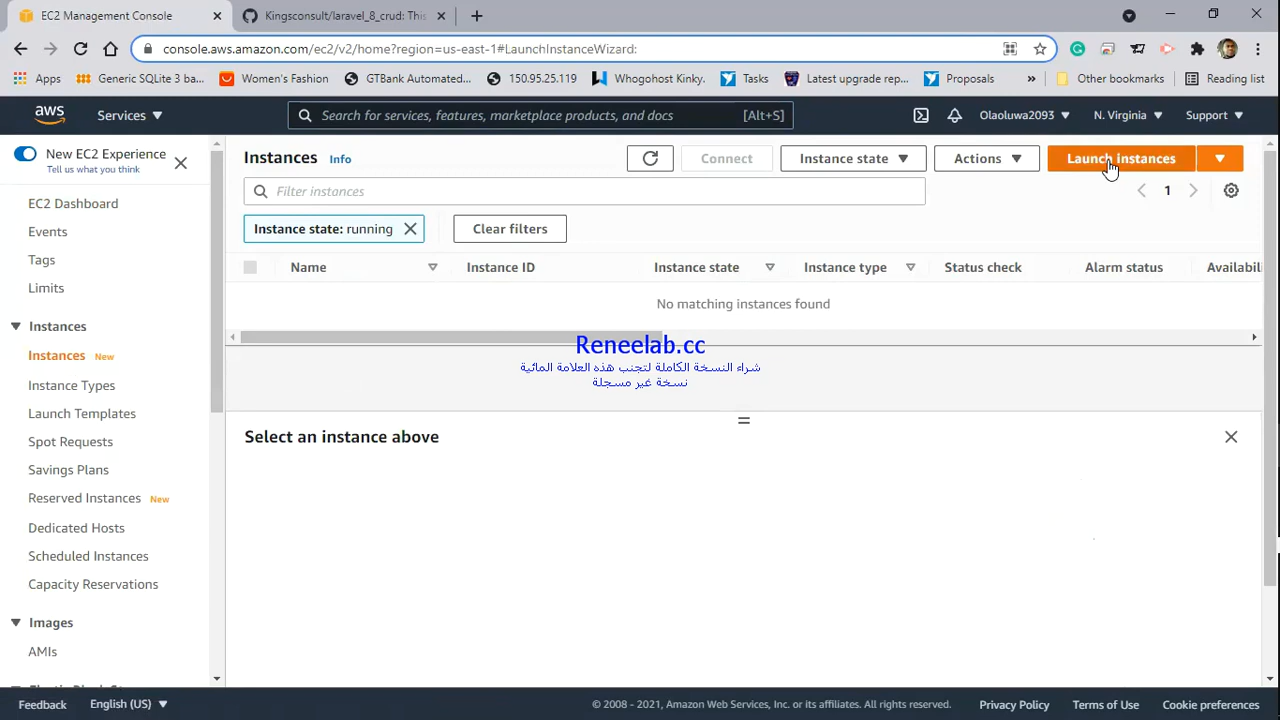 EC2 Management Console
Kingsconsult/laravel_8_crud: This
console.aws.amazon.com/ec2/v2/home?region=us-east-1#LaunchInstanceWizard:
Apps
Generic SQLite 3 ba...
Women's Fashion
GTBank Automated...
150.95.25.119
Whogohost Kinky.
Tasks
Latest upgrade rep...
Proposals
»
Other bookmarks
Reading list
aws
Services
Search for services, features, marketplace products, and docs
[Alt+S]
Olaoluwa2093
N. Virginia
Support
New EC2 Experience
Tell us what you think
EC2 Dashboard
Events
Tags
Limits
Instances
Instances New
Instance Types
Launch Templates
Spot Requests
Savings Plans
Reserved Instances New
Dedicated Hosts
Scheduled Instances
Capacity Reservations
Images
AMIs
Instances Info
Connect
Instance state
Actions
Launch instances
Filter instances
1
Instance state: running
Clear filters
Name
Instance ID
Instance state
Instance type
Status check
Alarm status
Availabili
No matching instances found
Reneelab.cc
شراء النسخة الكاملة لتجنب هذه العلامة المائية
نسخة غير مسجلة
Select an instance above
Feedback
English (US)
© 2008 - 2021, Amazon Web Services, Inc. or its affiliates. All rights reserved.
Privacy Policy
Terms of Use
Cookie preferences